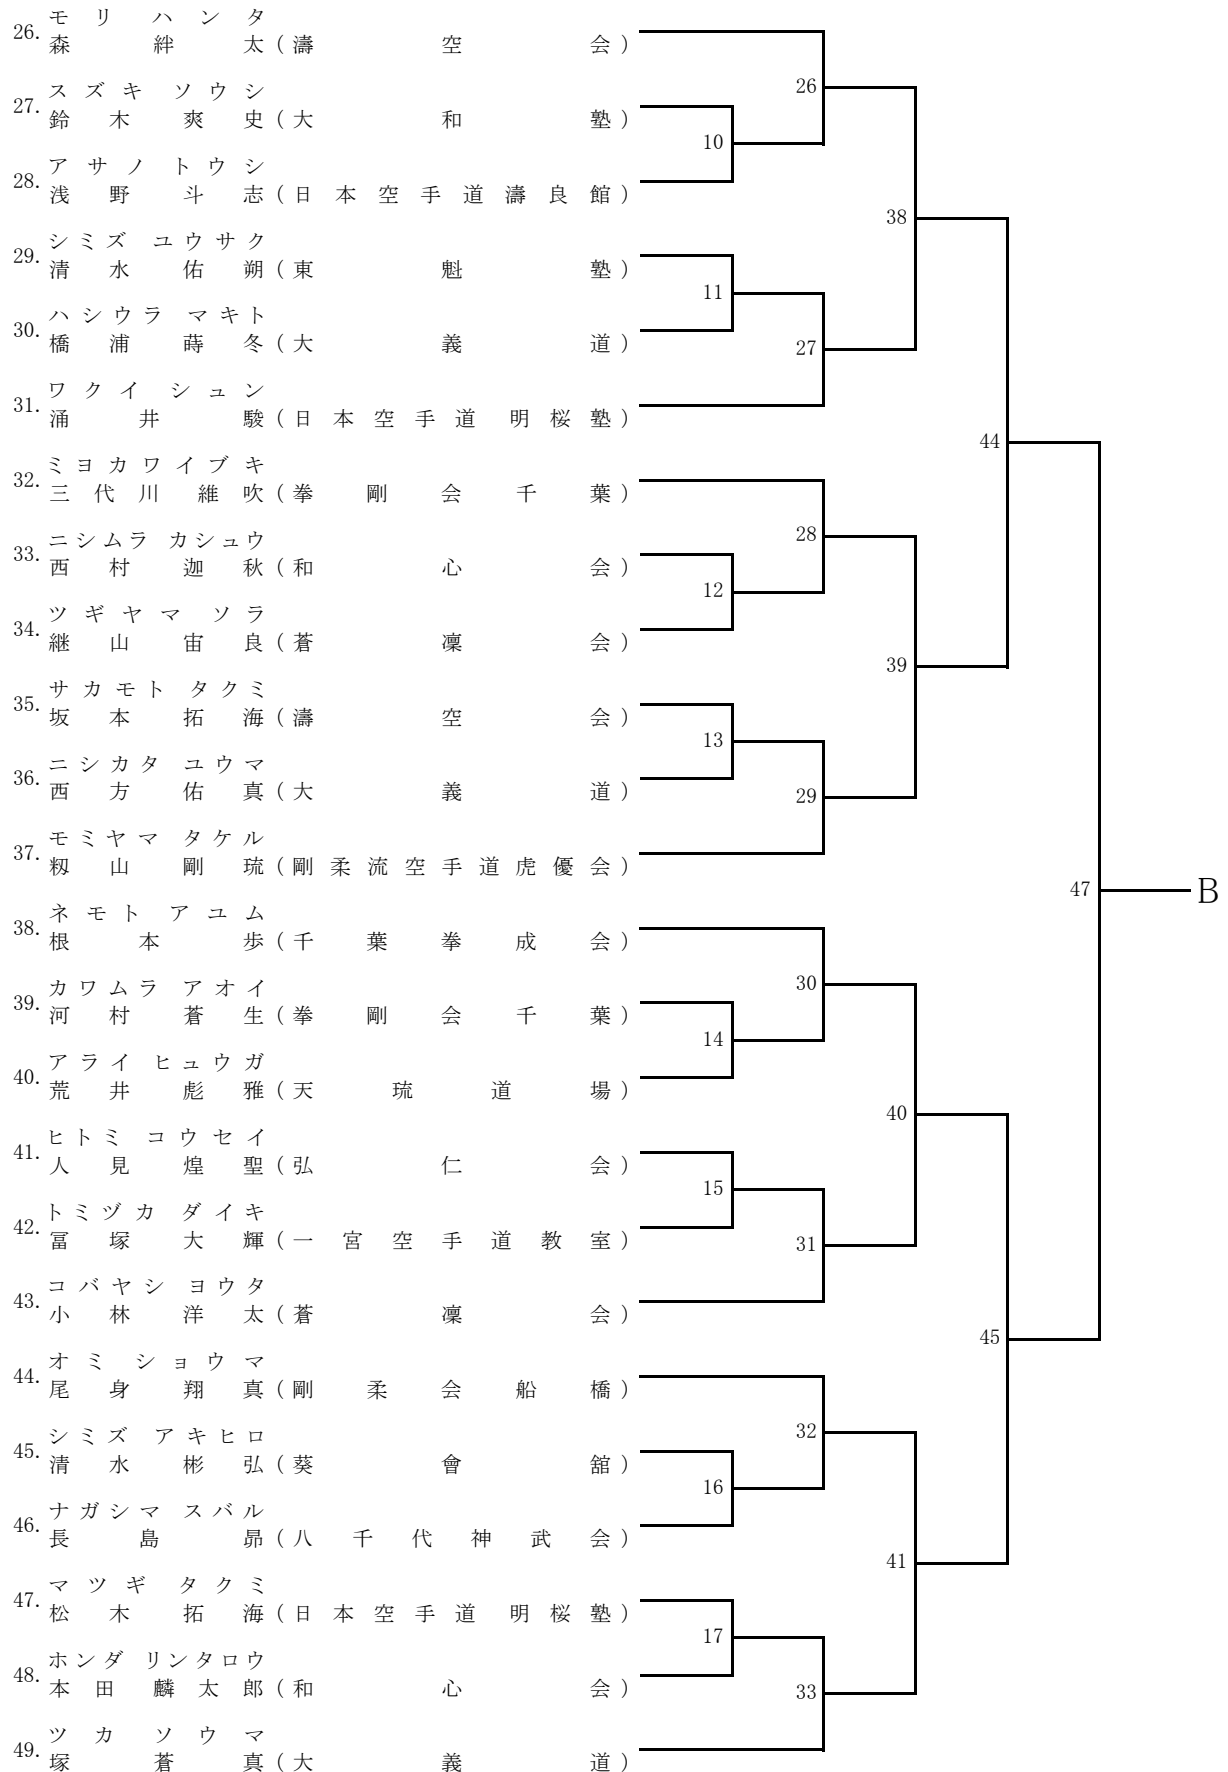 モリ ハンタ
26. 森 絆太（濤空会）
スズキ ソウシ
27. 鈴木 爽史（大和塾）
アサノ トウシ
28. 浅野 斗志（日本空手道濤良館）
シミズ ユウサク
29. 清水 佑朔（東魁塾）
ハシウラ マキト
30. 橋浦 蒔冬（大義道）
ワクイ シュン
31. 涌井 駿（日本空手道 明桜塾）
ミヨカワイブキ
32. 三代川 維吹（拳剛会千葉）
ニシムラ カシュウ
33. 西村 迦秋（和心会）
ツギヤマ ソラ
34. 継山 宙良（蒼凜会）
サカモト タクミ
35. 坂本 拓海（濤空会）
ニシカタ ユウマ
36. 西方 佑真（大義道）
モミヤマ タケル
37. 籾山 剛琉（剛柔流空手道虎優会）
ネモト アユム
38. 根本 歩（千葉拳成会）
カワムラ アオイ
39. 河村 蒼生（拳剛会千葉）
アライ ヒュウガ
40. 荒井 彪雅（天琉道場）
ヒトミ コウセイ
41. 人見 煌聖（弘仁会）
トミヅカ ダイキ
42. 冨塚 大輝（一宮空手道教室）
コバヤシ ヨウタ
43. 小林 洋太（蒼凜会）
オミ ショウマ
44. 尾身 翔真（剛柔会船橋）
シミズ アキヒロ
45. 清水 彬弘（葵會舘）
ナガシマ スバル
46. 長島 昴（八千代神武会）
マツギ タクミ
47. 松木 拓海（日本空手道 明桜塾）
ホンダ リンタロウ
48. 本田 麟太郎（和心会）
ツカ ソウマ
49. 塚 蒼真（大義道）
10
11
12
13
14
15
16
17
26
27
28
29
30
31
32
33
38
39
40
41
44
45
47
B